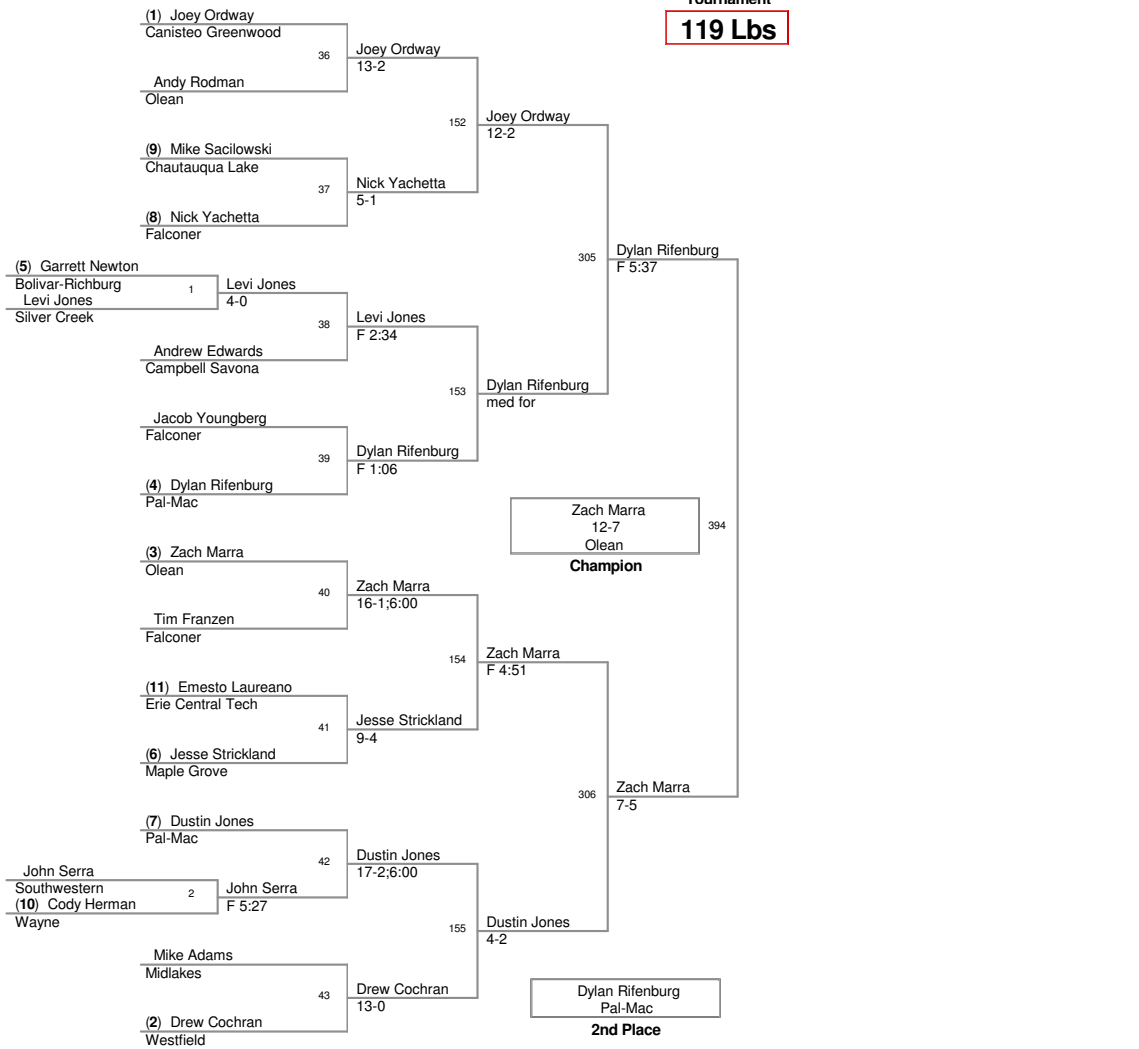 Tournament
119 Lbs
(1) Joey Ordway
Canisteo Greenwood
36
Joey Ordway
13-2
Andy Rodman
Olean
152
Joey Ordway
12-2
(9) Mike Sacilowski
Chautauqua Lake
37
Nick Yachetta
5-1
(8) Nick Yachetta
Falconer
305
Dylan Rifenburg
F 5:37
(5) Garrett Newton
Bolivar-Richburg
1
Levi Jones
Silver Creek
Levi Jones
4-0
38
Levi Jones
F 2:34
Andrew Edwards
Campbell Savona
153
Dylan Rifenburg
med for
Jacob Youngberg
Falconer
39
Dylan Rifenburg
F 1:06
(4) Dylan Rifenburg
Pal-Mac
Zach Marra
12-7
Olean
394
Champion
(3) Zach Marra
Olean
40
Zach Marra
16-1;6:00
Tim Franzen
Falconer
154
Zach Marra
F 4:51
(11) Emesto Laureano
Erie Central Tech
41
Jesse Strickland
9-4
(6) Jesse Strickland
Maple Grove
306
Zach Marra
7-5
(7) Dustin Jones
Pal-Mac
42
Dustin Jones
17-2;6:00
John Serra
Southwestern
2
(10) Cody Herman
Wayne
John Serra
F 5:27
155
Dustin Jones
4-2
Mike Adams
Midlakes
43
Drew Cochran
13-0
(2) Drew Cochran
Westfield
Dylan Rifenburg
Pal-Mac
2nd Place